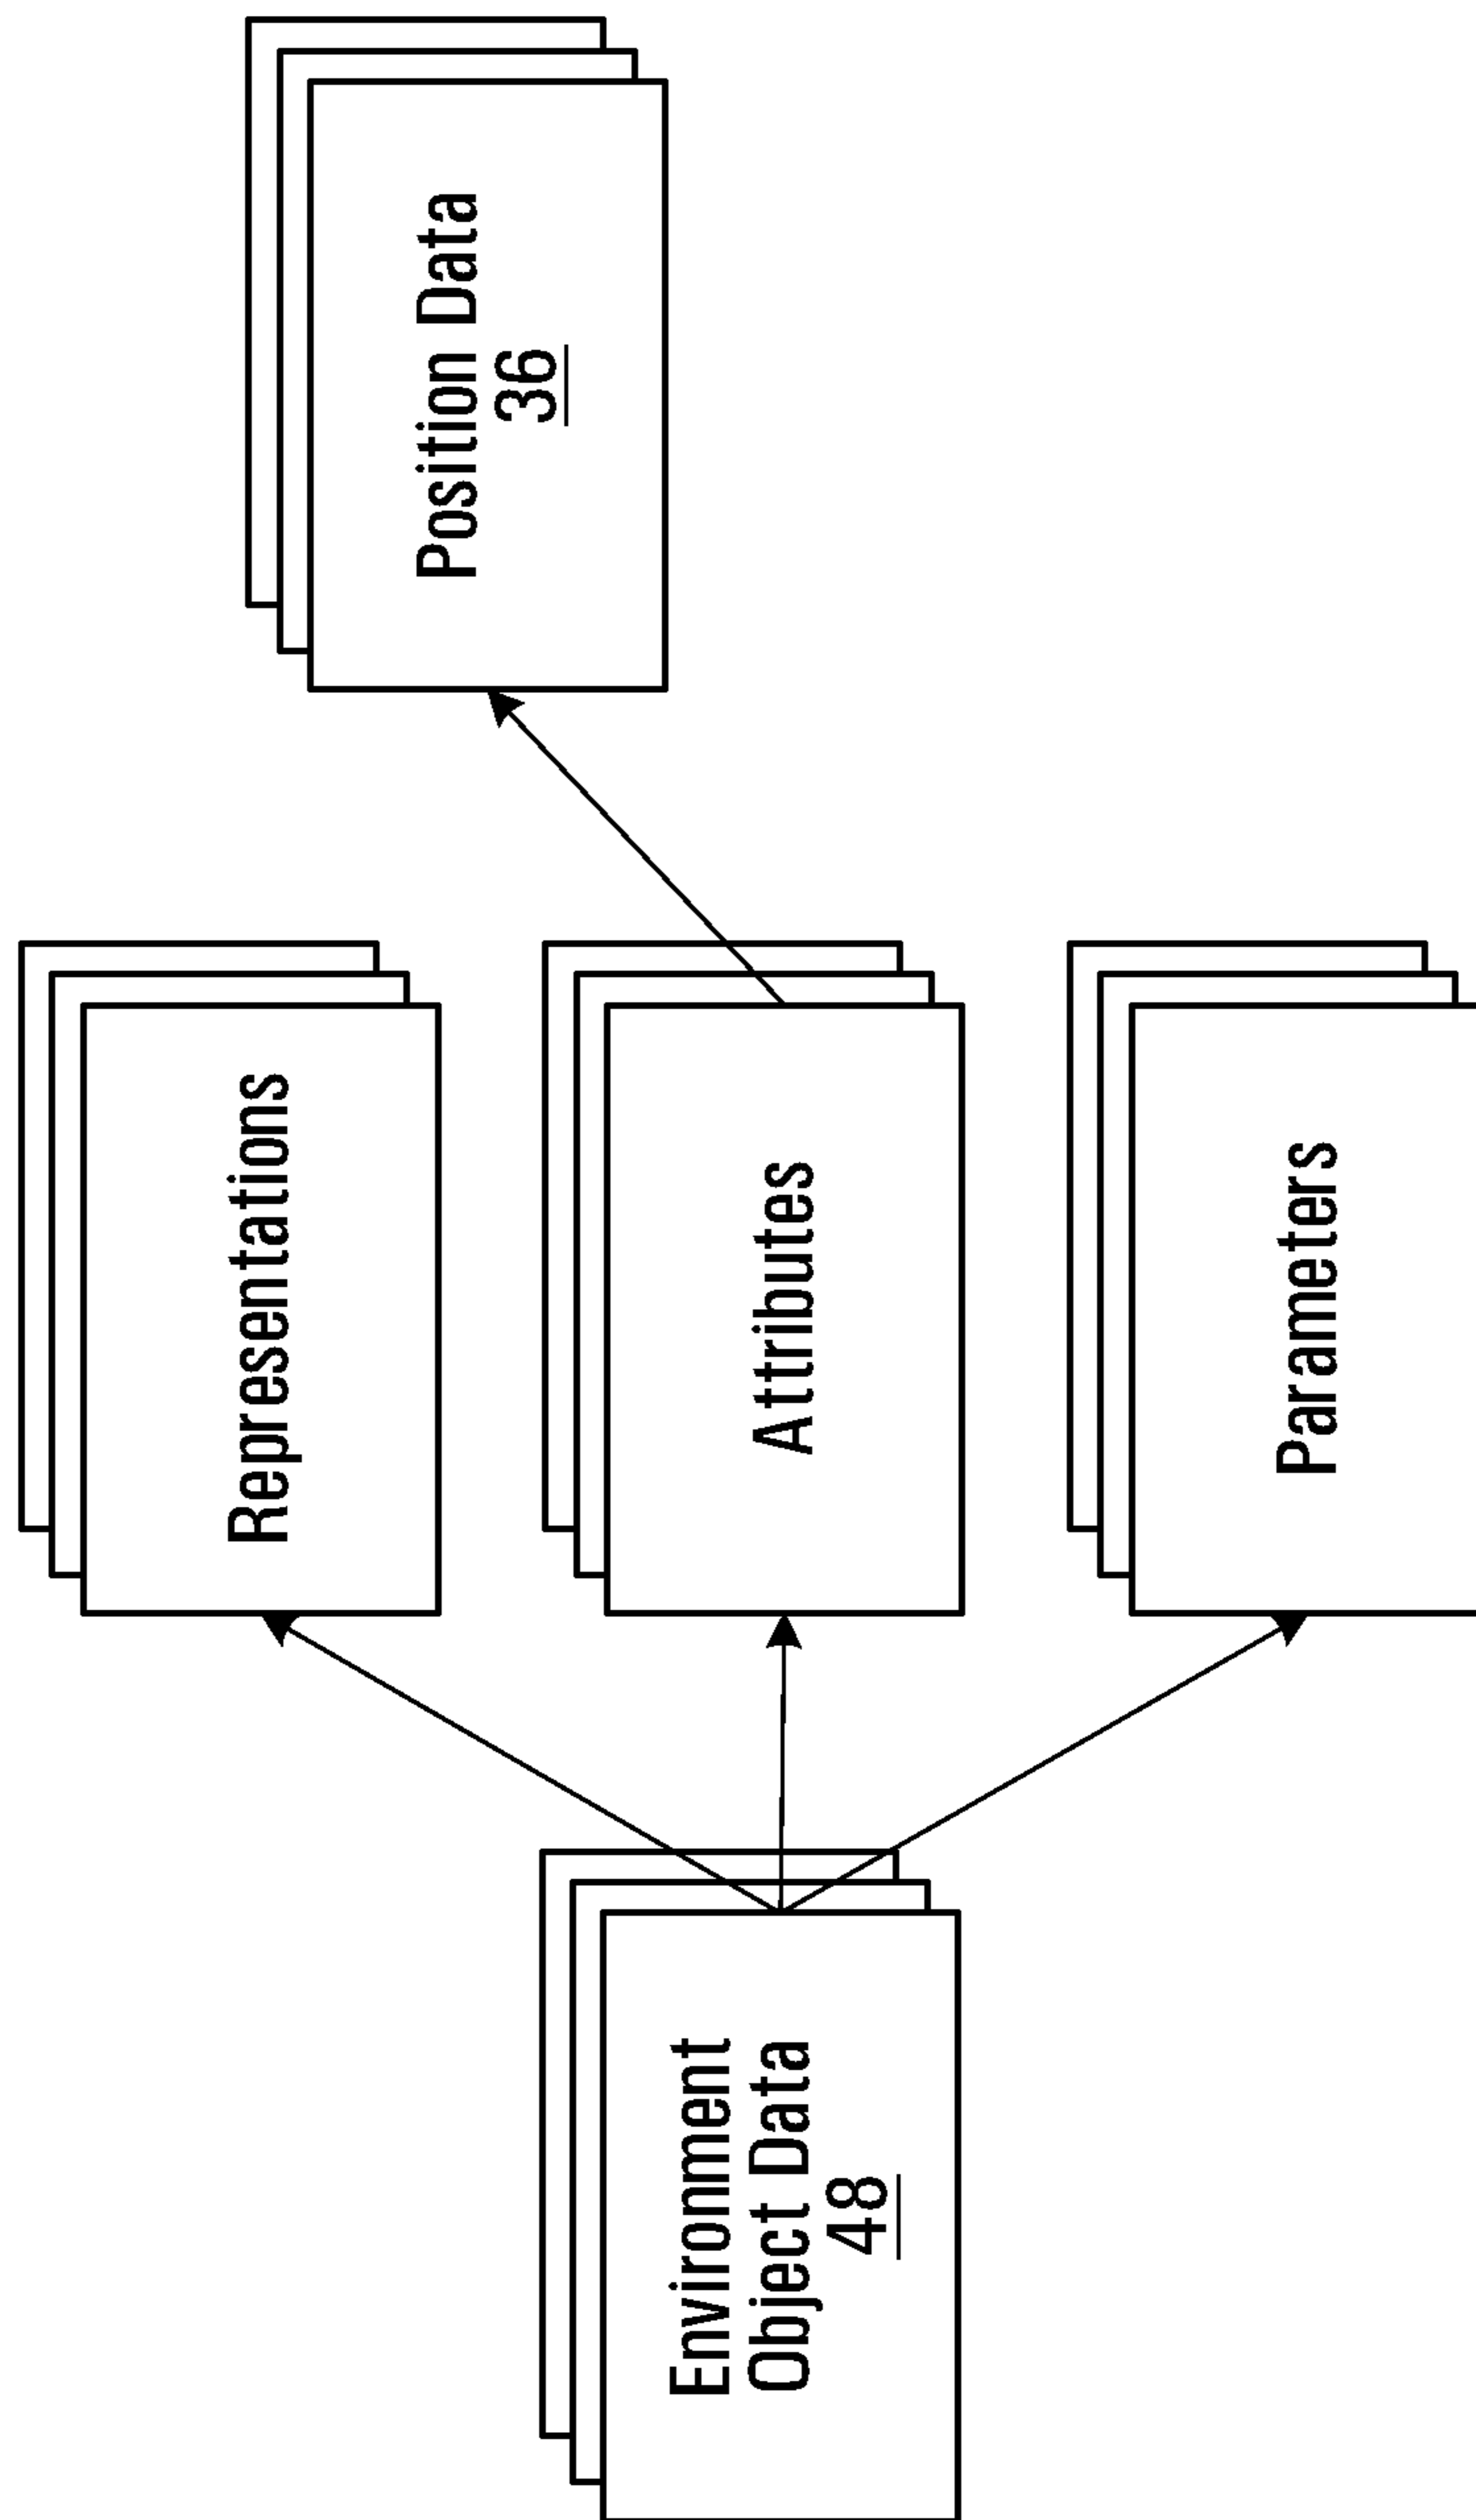 Environment
Object Data
48
Representations
Attributes
Parameters
Position Data
36